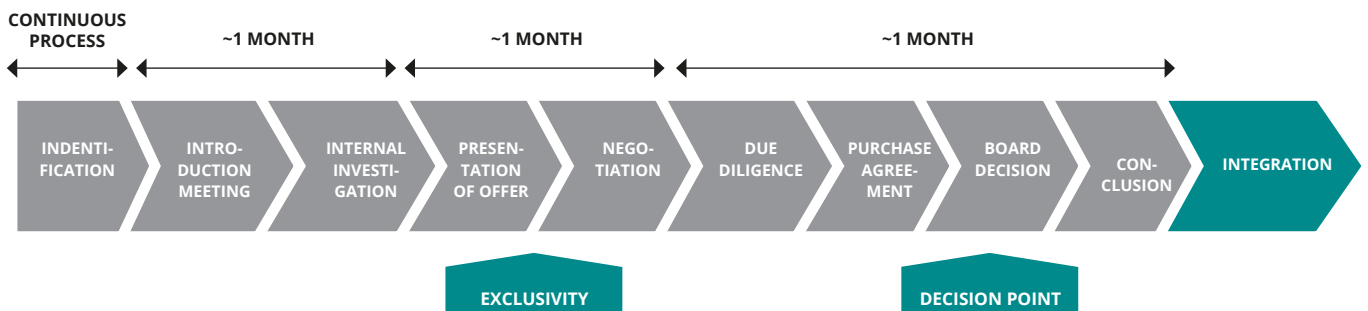 CONTINUOUS
PROCESS
~1 MONTH
~1 MONTH
~1 MONTH
INDENTI-
FICATION
INTRO-
DUCTION
MEETING
INTERNAL
INVESTI-
GATION
PRESEN-
TATION
OF OFFER
NEGO-
TIATION
DUE
DILIGENCE
PURCHASE
AGREE-
MENT
BOARD
DECISION
CON-
CLUSION
INTEGRATION
EXCLUSIVITY
DECISION POINT